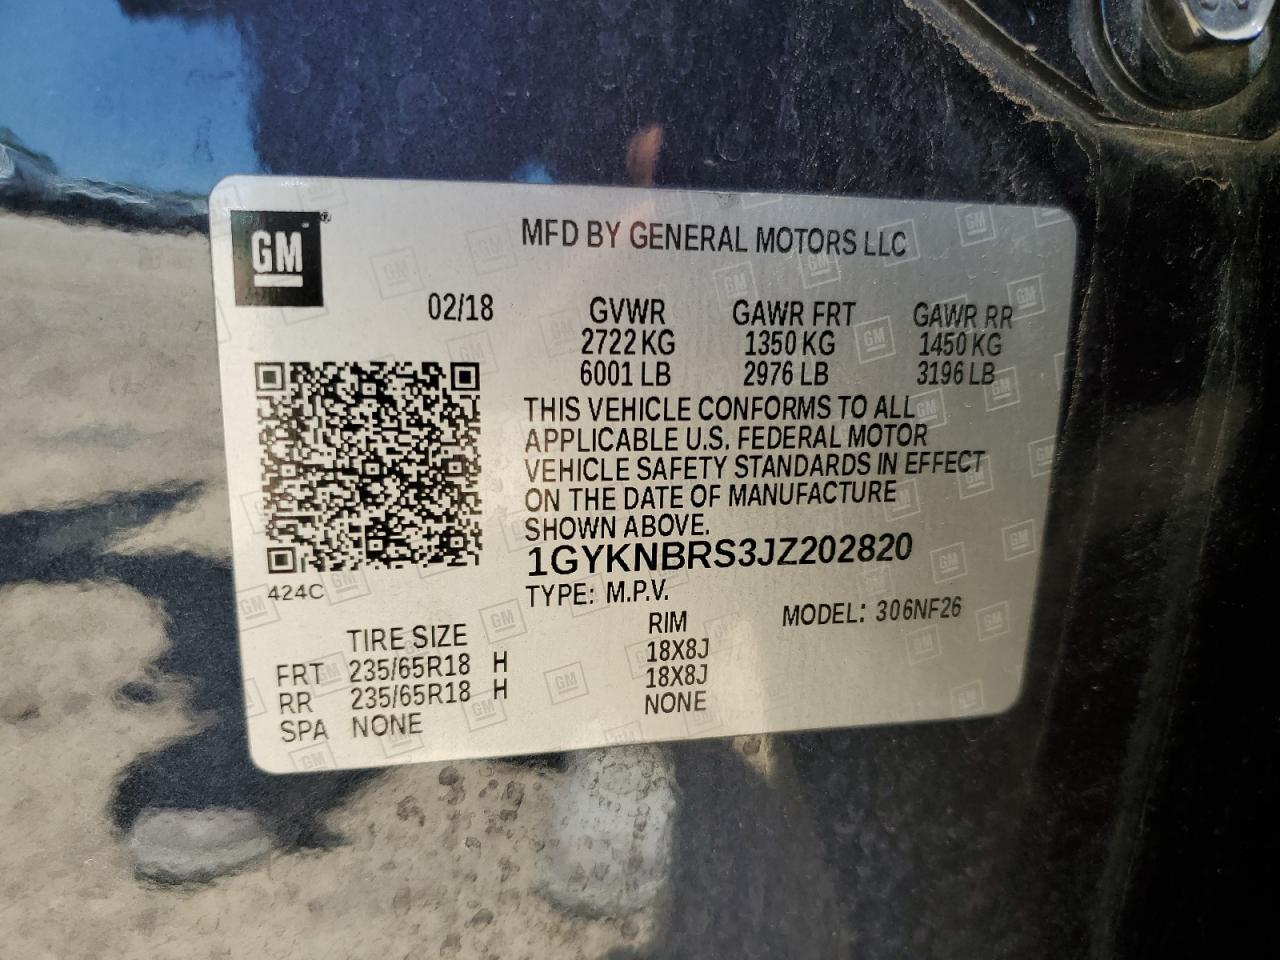 GM
MFD BY GENERAL MOTORS LLC
02/18 GVWR GAWR FRT GAWR RR
2722 KG 1350 KG 1450 KG
6001 LB 2976 LB 3196 LB
THIS VEHICLE CONFORMS TO ALL
APPLICABLE U.S. FEDERAL MOTOR
VEHICLE SAFETY STANDARDS IN EFFECT
ON THE DATE OF MANUFACTURE
SHOWN ABOVE.
1GYKNBRS3JZ202820
424C
TYPE: M.P.V.
MODEL: 306NF26
TIRE SIZE RIM
FRT 235/65R18 H 18X8J
RR 235/65R18 H 18X8J
SPA NONE NONE